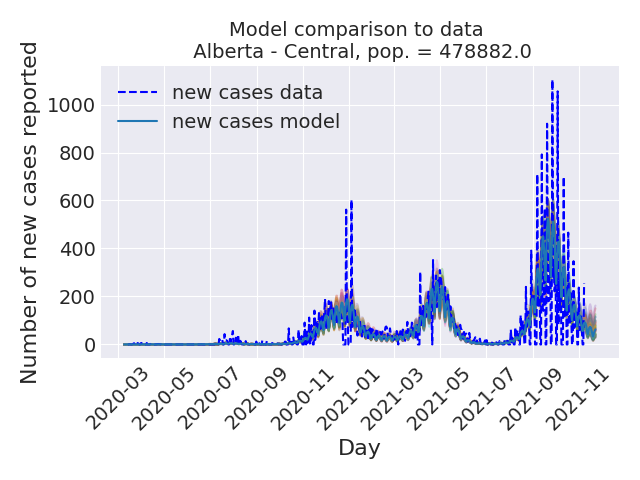 Model comparison to data
Alberta - Central, pop. = 478882.0
Number of new cases reported
1000
800
600
400
200
0
new cases data
new cases model
2020-03
2020-05
2020-07
2020-09
2020-11
2021-01
2021-03
2021-05
2021-07
2021-09
2021-11
Day